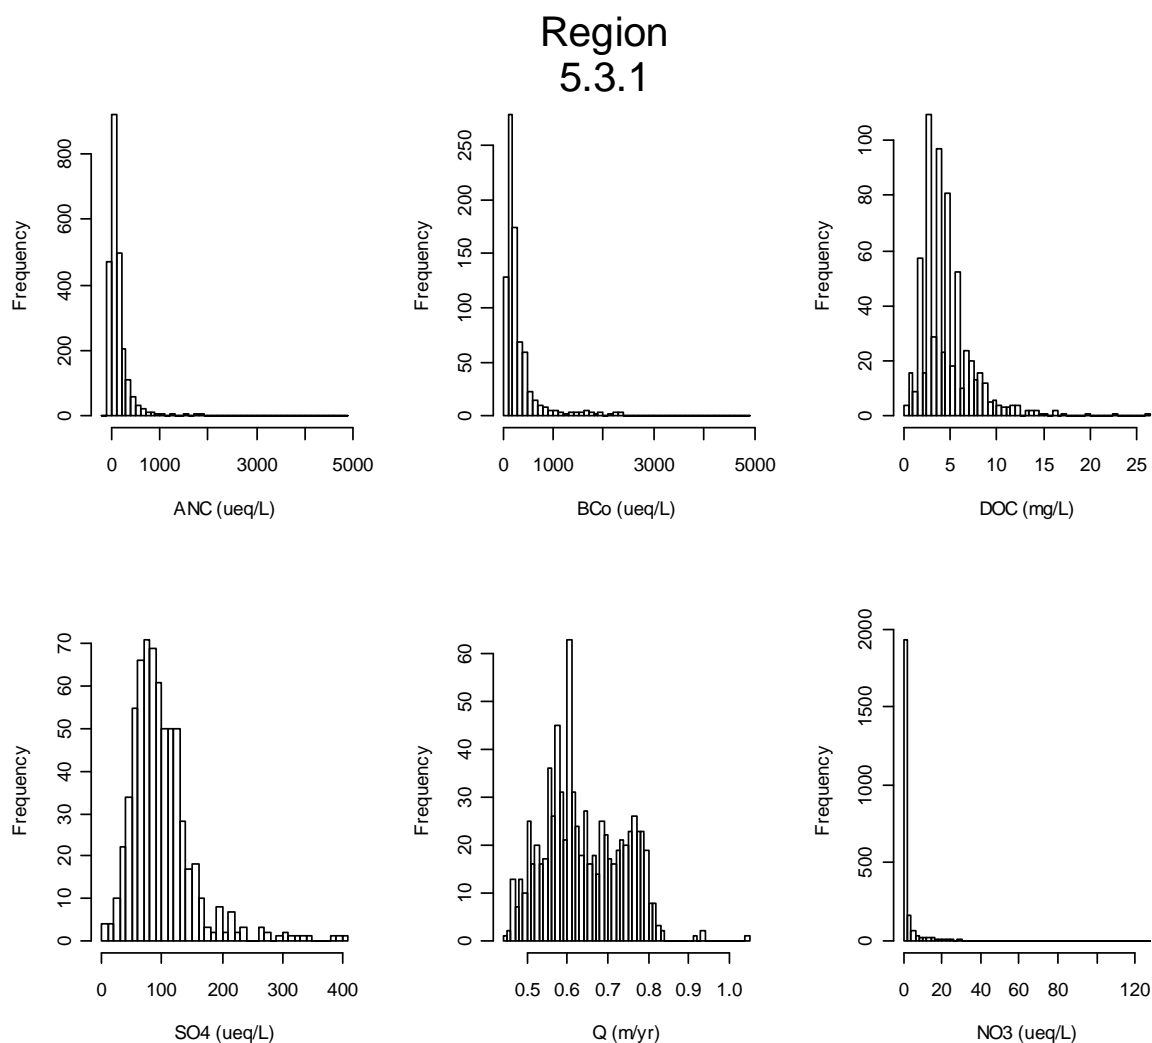 Region
5.3.1
Frequency
0 200 400 600 800
0 1000 3000 5000
ANC (ueq/L)
Frequency
0 50 100 150 200 250
0 1000 3000 5000
BCo (ueq/L)
Frequency
0 20 40 60 80 100
0 5 10 15 20 25
DOC (mg/L)
Frequency
0 10 20 30 40 50 60 70
0 100 200 300 400
SO4 (ueq/L)
Frequency
0 10 20 30 40 50 60
0.5 0.6 0.7 0.8 0.9 1.0
Q (m/yr)
Frequency
0 500 1000 1500 2000
0 20 40 60 80 120
NO3 (ueq/L)